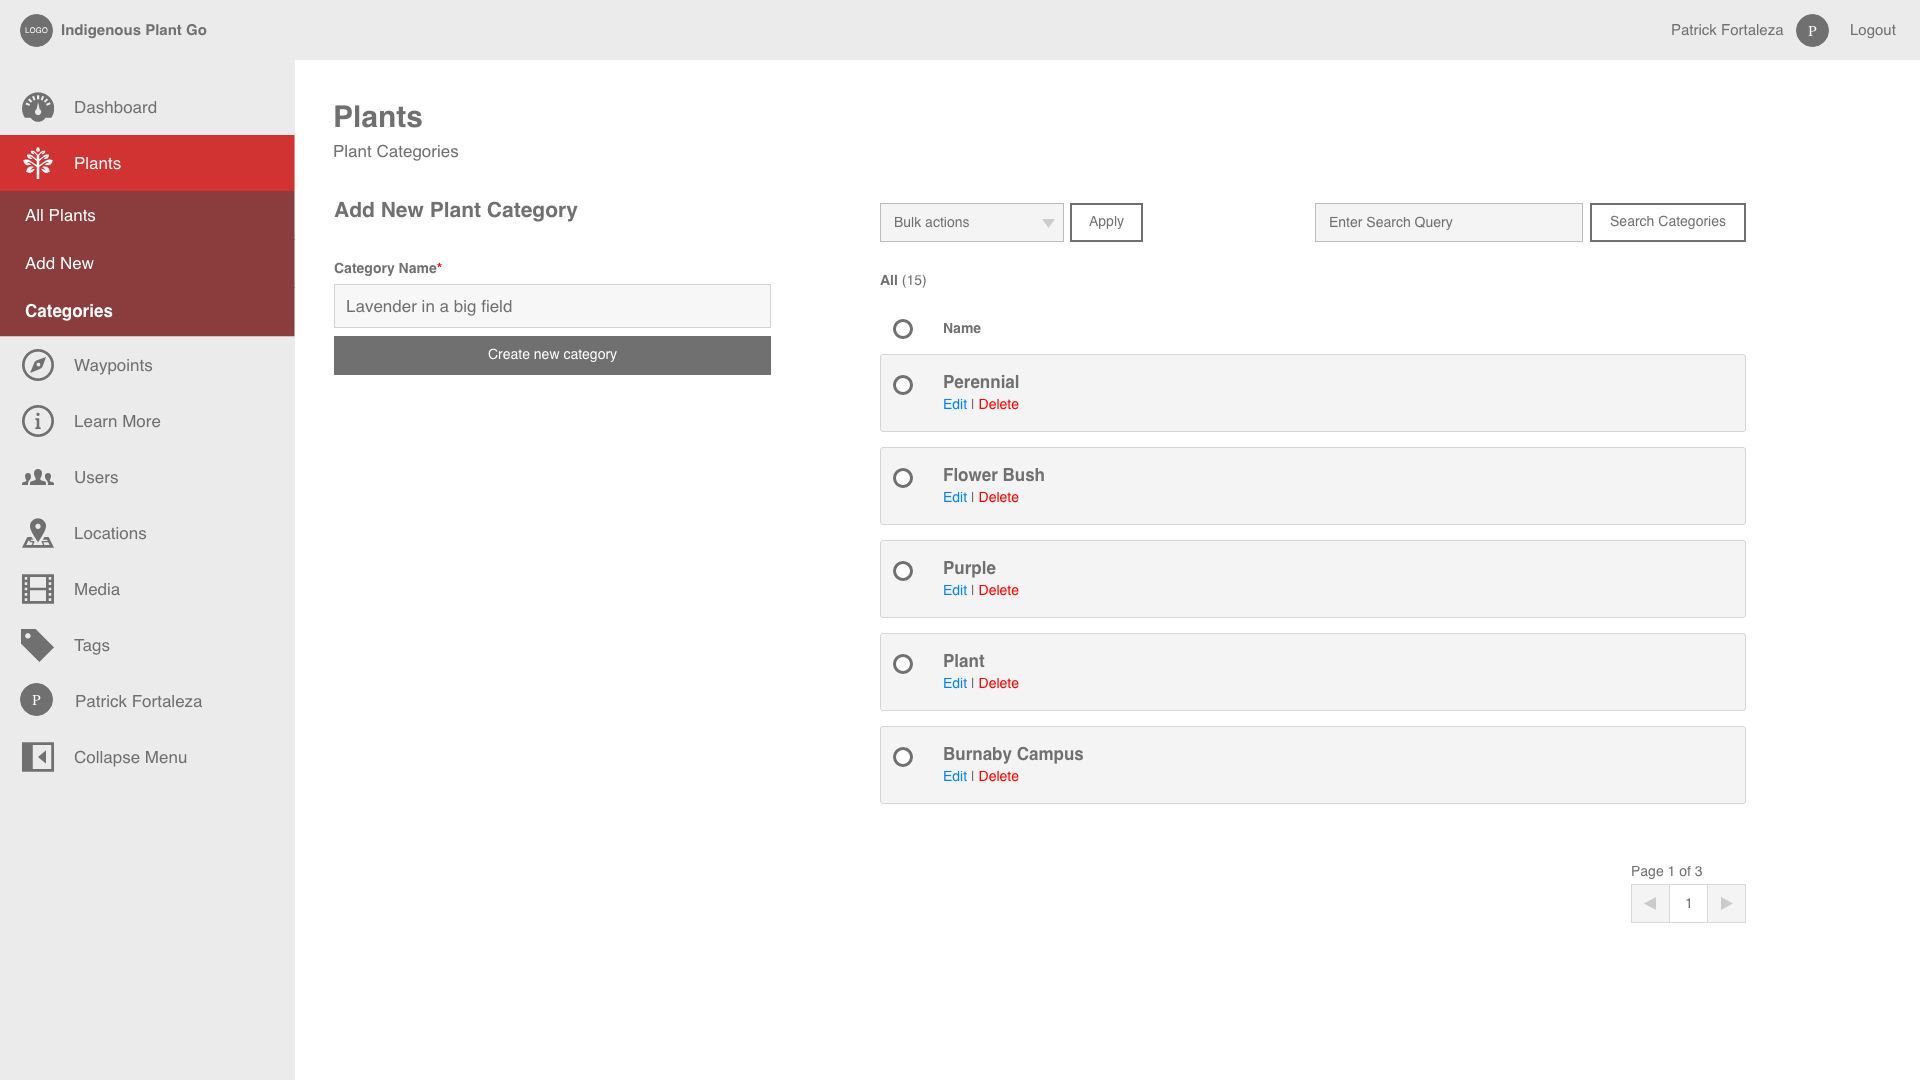 LOGO Indigenous Plant Go
Patrick Fortaleza P Logout
Dashboard
Plants
All Plants
Add New
Categories
Waypoints
Learn More
Users
Locations
Media
Tags
P Patrick Fortaleza
Collapse Menu
Plants
Plant Categories
Add New Plant Category
Category Name*
Lavender in a big field
Create new category
Bulk actions Apply Enter Search Query Search Categories
All (15)
Name
Perennial
Edit | Delete
Flower Bush
Edit | Delete
Purple
Edit | Delete
Plant
Edit | Delete
Burnaby Campus
Edit | Delete
Page 1 of 3
1